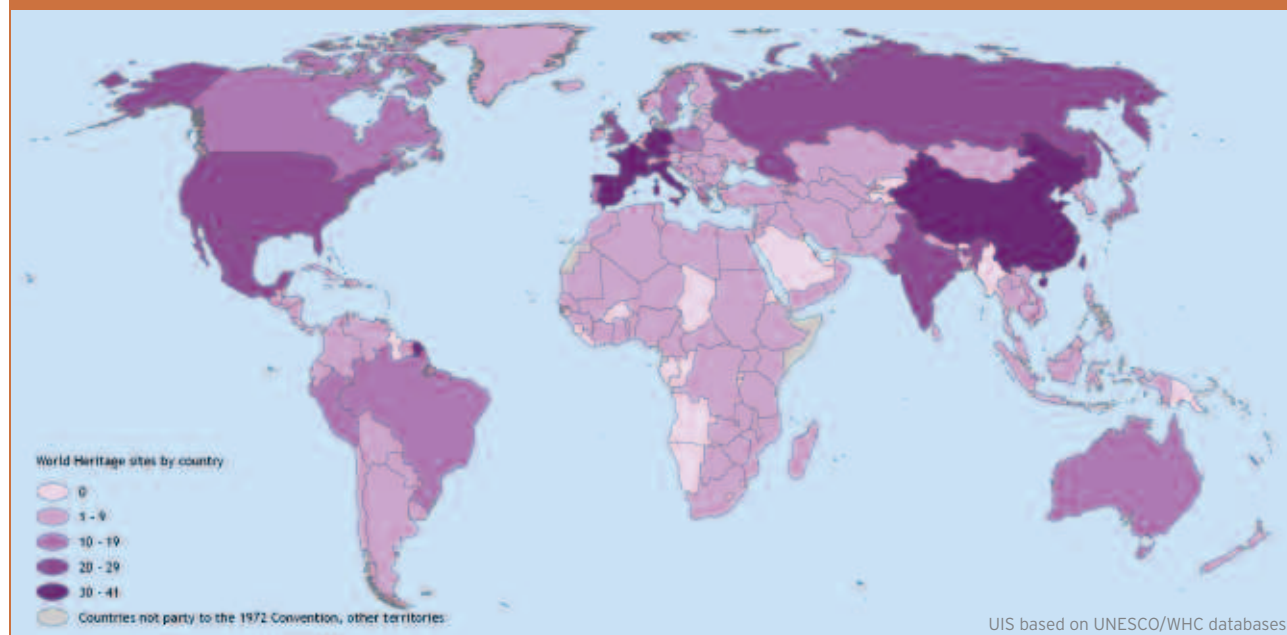 World Heritage sites by country
0
1 - 9
10 - 19
20 - 29
30 - 41
Countries not party to the 1972 Convention, other territories
UIS based on UNESCO/WHC databases